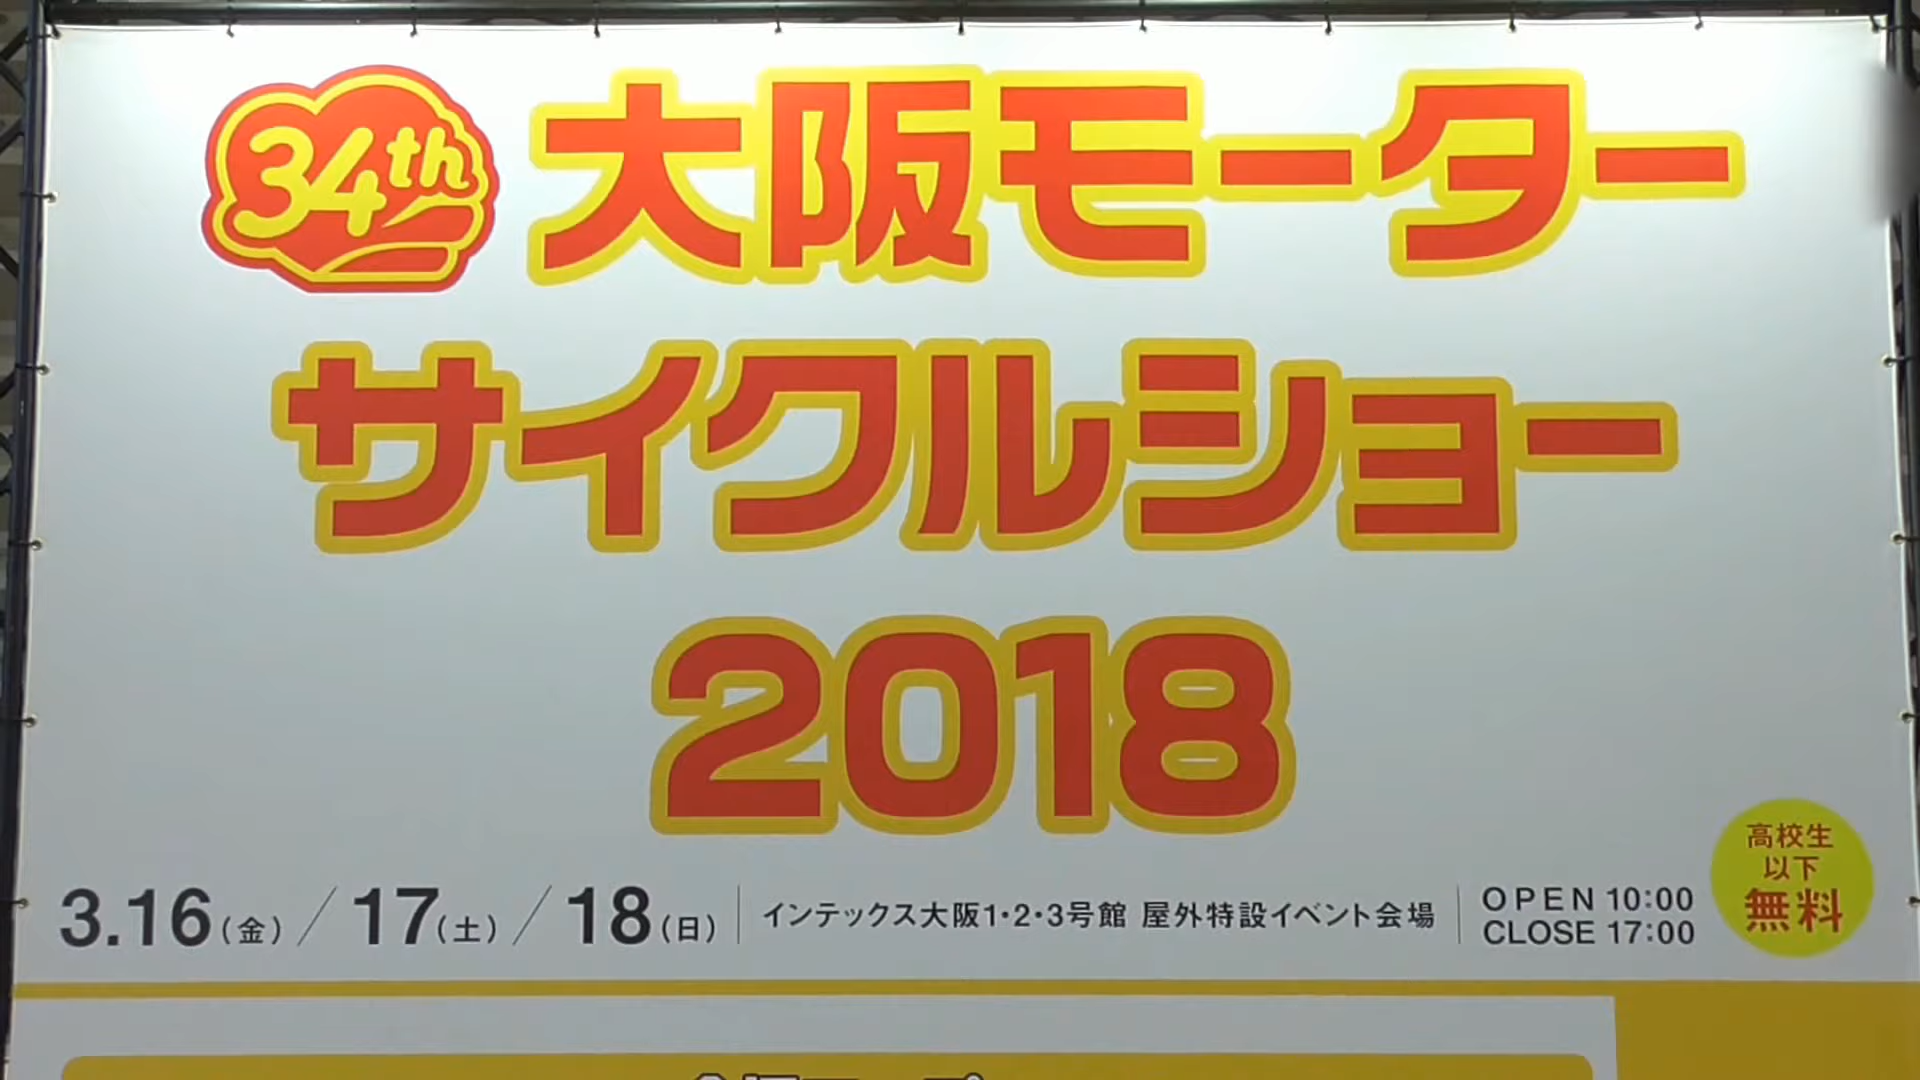 34th 大阪モーター
サイクルショー
2018
3.16(金)／17(土)／18(日) インテックス大阪1・2・3号館 屋外特設イベント会場
OPEN 10:00
CLOSE 17:00
高校生
以下
無料